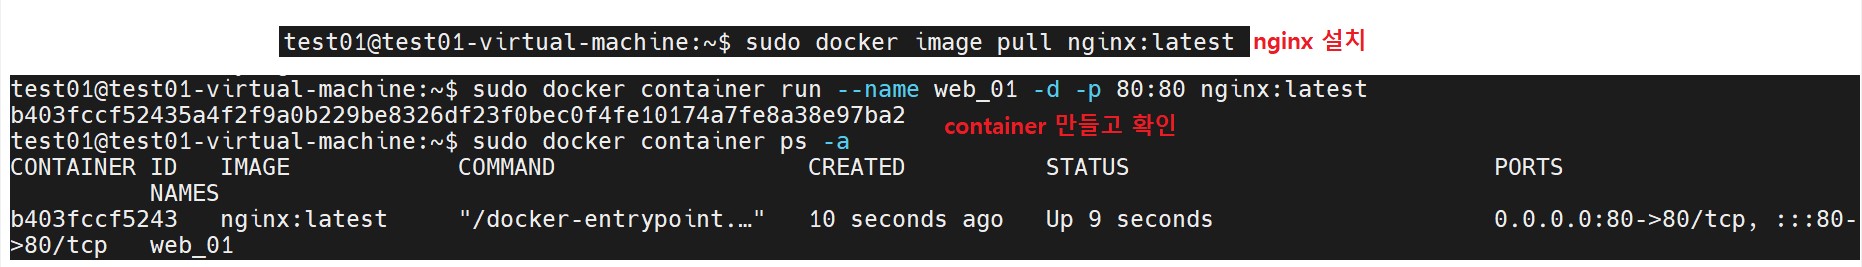 test01@test01-virtual-machine:~$ sudo docker image pull nginx:latest nginx 설치
test01@test01-virtual-machine:~$ sudo docker container run --name web_01 -d -p 80:80 nginx:latest
b403fccf52435a4f2f9a0b229be8326df23f0bec0f4fe10174a7fe8a38e97ba2
container 만들고 확인
test01@test01-virtual-machine:~$ sudo docker container ps -a
CONTAINER ID   IMAGE            COMMAND                  CREATED          STATUS                          PORTS
          NAMES
b403fccf5243   nginx:latest     "/docker-entrypoint.…"   10 seconds ago   Up 9 seconds                    0.0.0.0:80->80/tcp, :::80-
>80/tcp   web_01